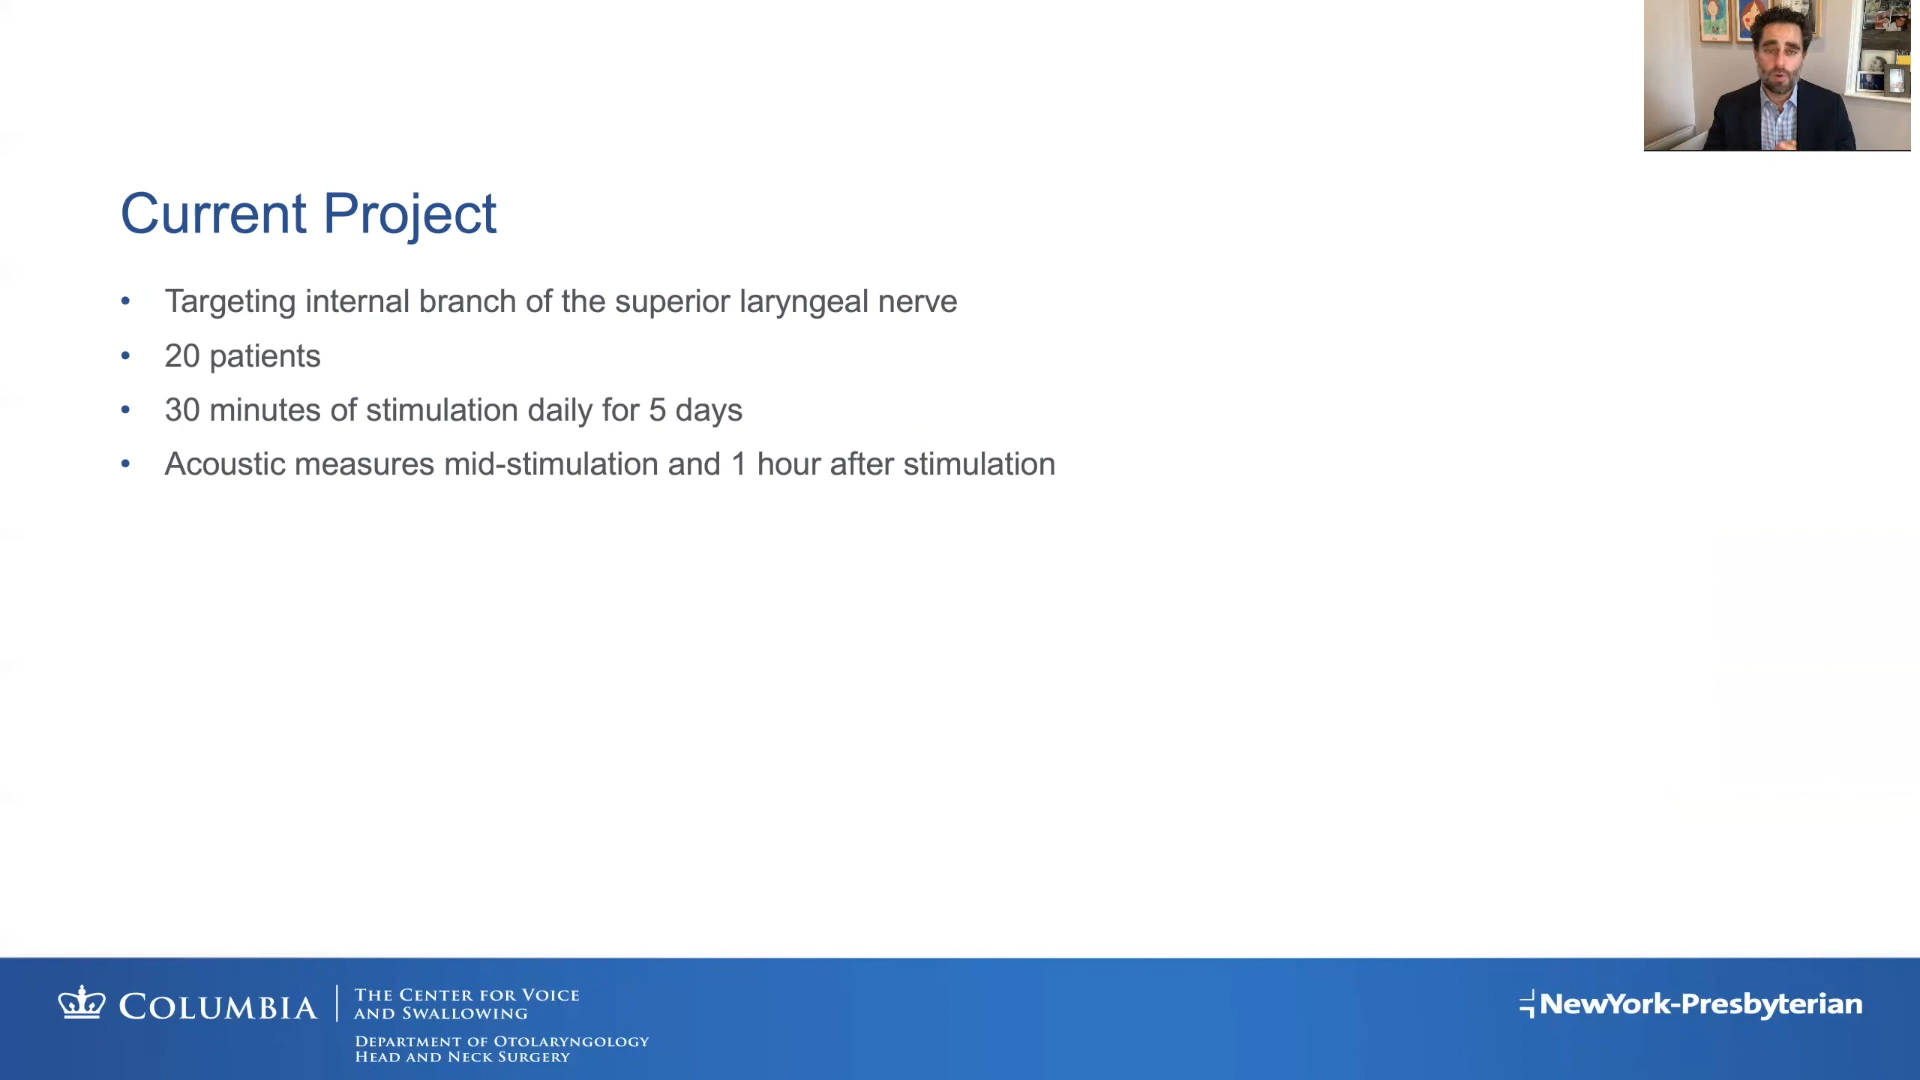 Current Project
• Targeting internal branch of the superior laryngeal nerve
• 20 patients
• 30 minutes of stimulation daily for 5 days
• Acoustic measures mid-stimulation and 1 hour after stimulation
COLUMBIA
THE CENTER FOR VOICE
AND SWALLOWING
DEPARTMENT OF OTOLARYNGOLOGY
HEAD AND NECK SURGERY
NewYork-Presbyterian